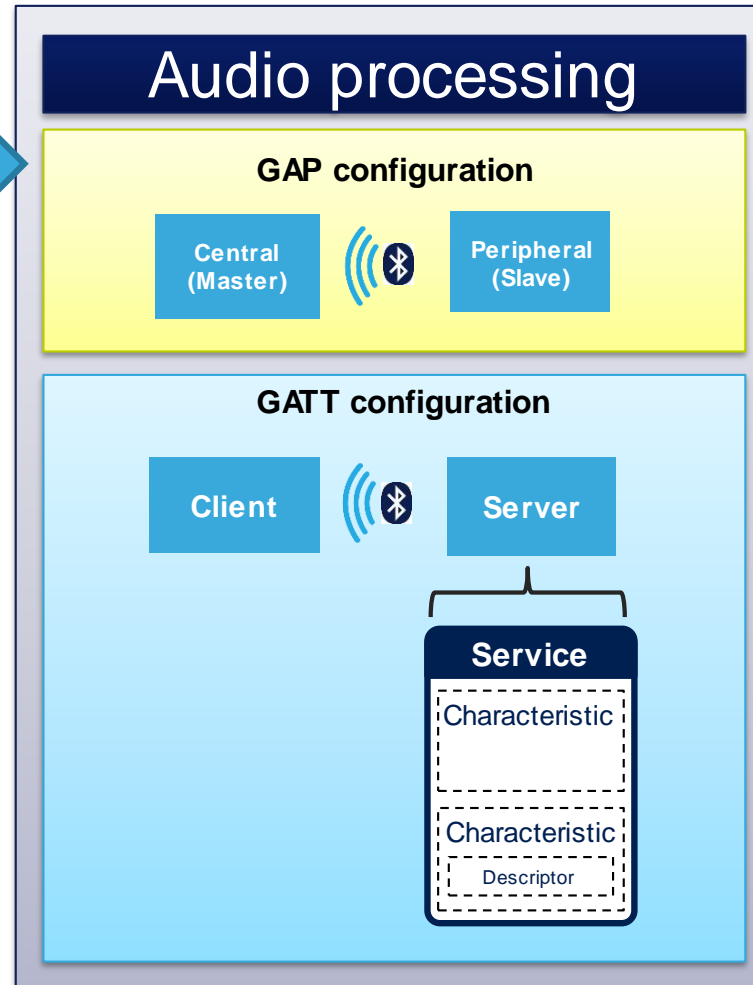 Audio processing
GAP configuration
Central
(Master)
Peripheral
(Slave)
GATT configuration
Client
Server
Service
Characteristic
Characteristic
Descriptor